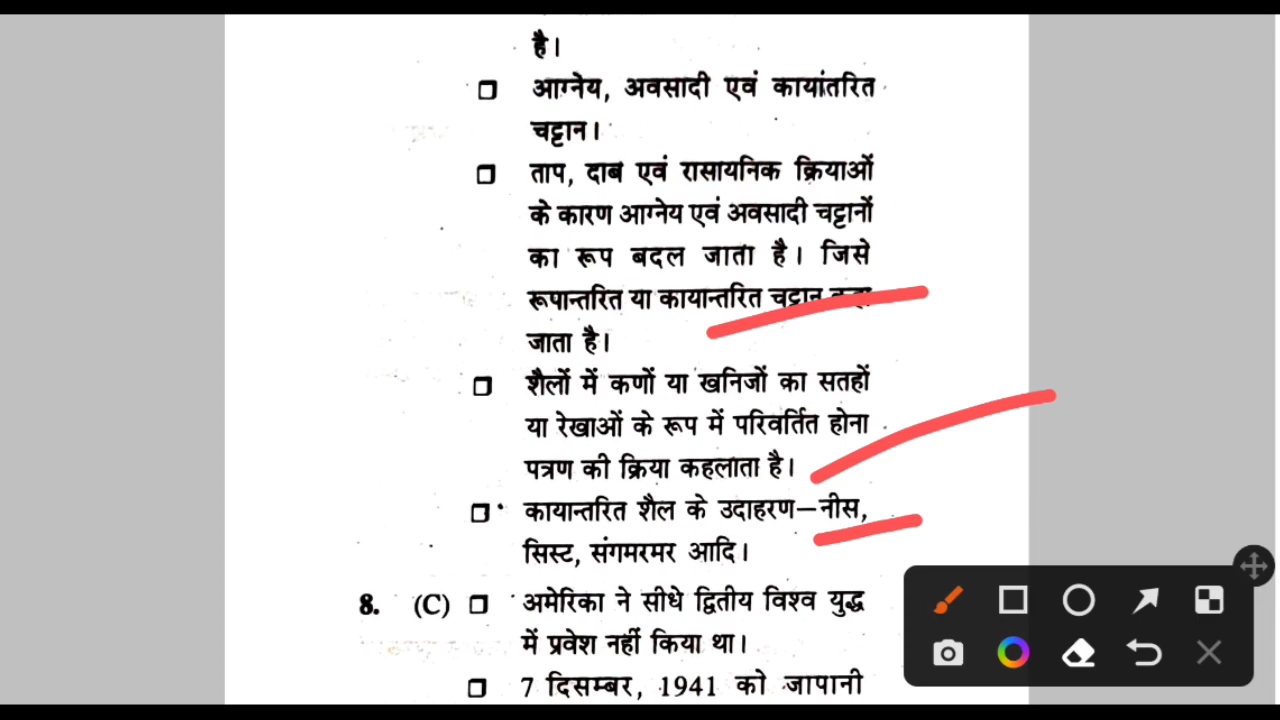 है।
आग्नेय, अवसादी एवं कायांतरित
चट्टान।
ताप, दाब एवं रासायनिक क्रियाओं
के कारण आग्नेय एवं अवसादी चट्टानों
का रूप बदल जाता है। जिसे
रूपान्तरित या कायान्तरित चट्टान कहा
जाता है।
शैलों में कणों या खनिजों का सतहों
या रेखाओं के रूप में परिवर्तित होना
पत्रण की क्रिया कहलाता है।
कायान्तरित शैल के उदाहरण–नीस,
सिस्ट, संगमरमर आदि।
8. (C) अमेरिका ने सीधे द्वितीय विश्व युद्ध
में प्रवेश नहीं किया था।
7 दिसम्बर, 1941 को जापानी